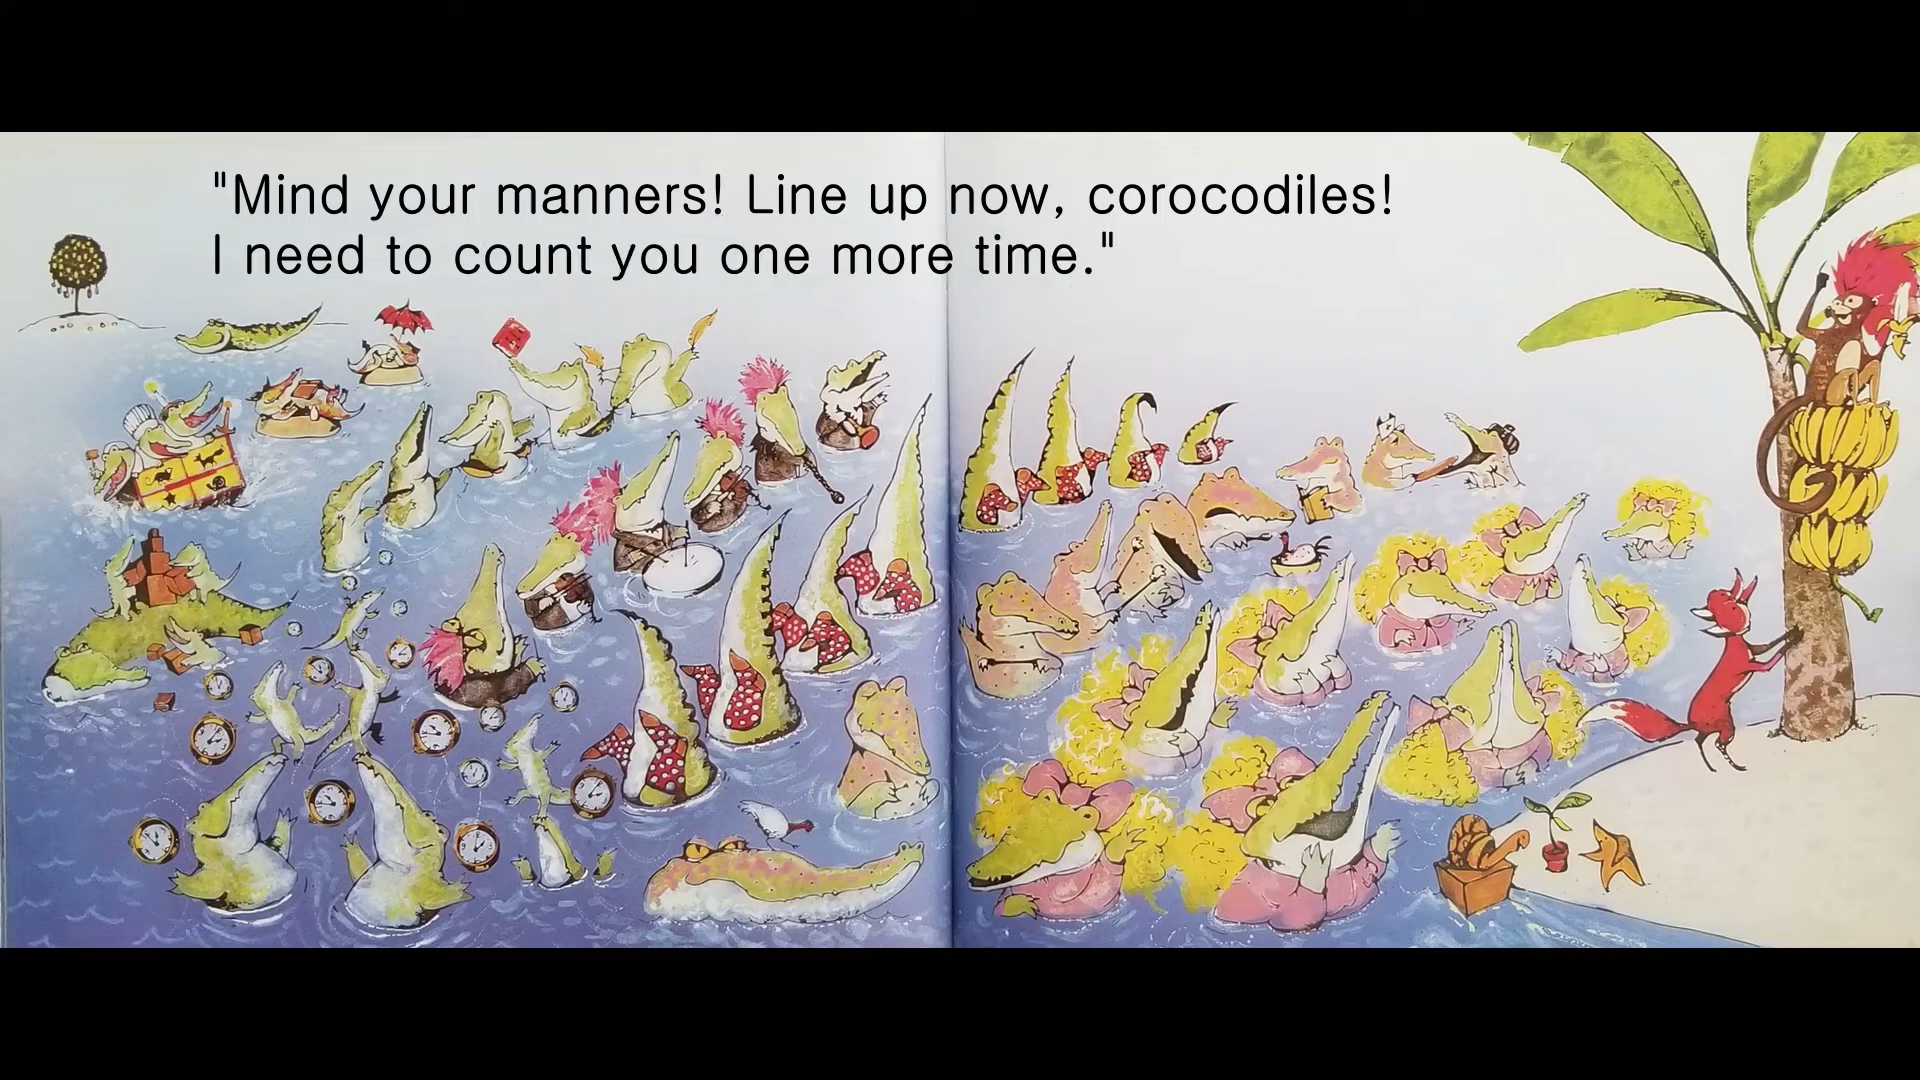 "Mind your manners! Line up now, corocodiles!
I need to count you one more time."